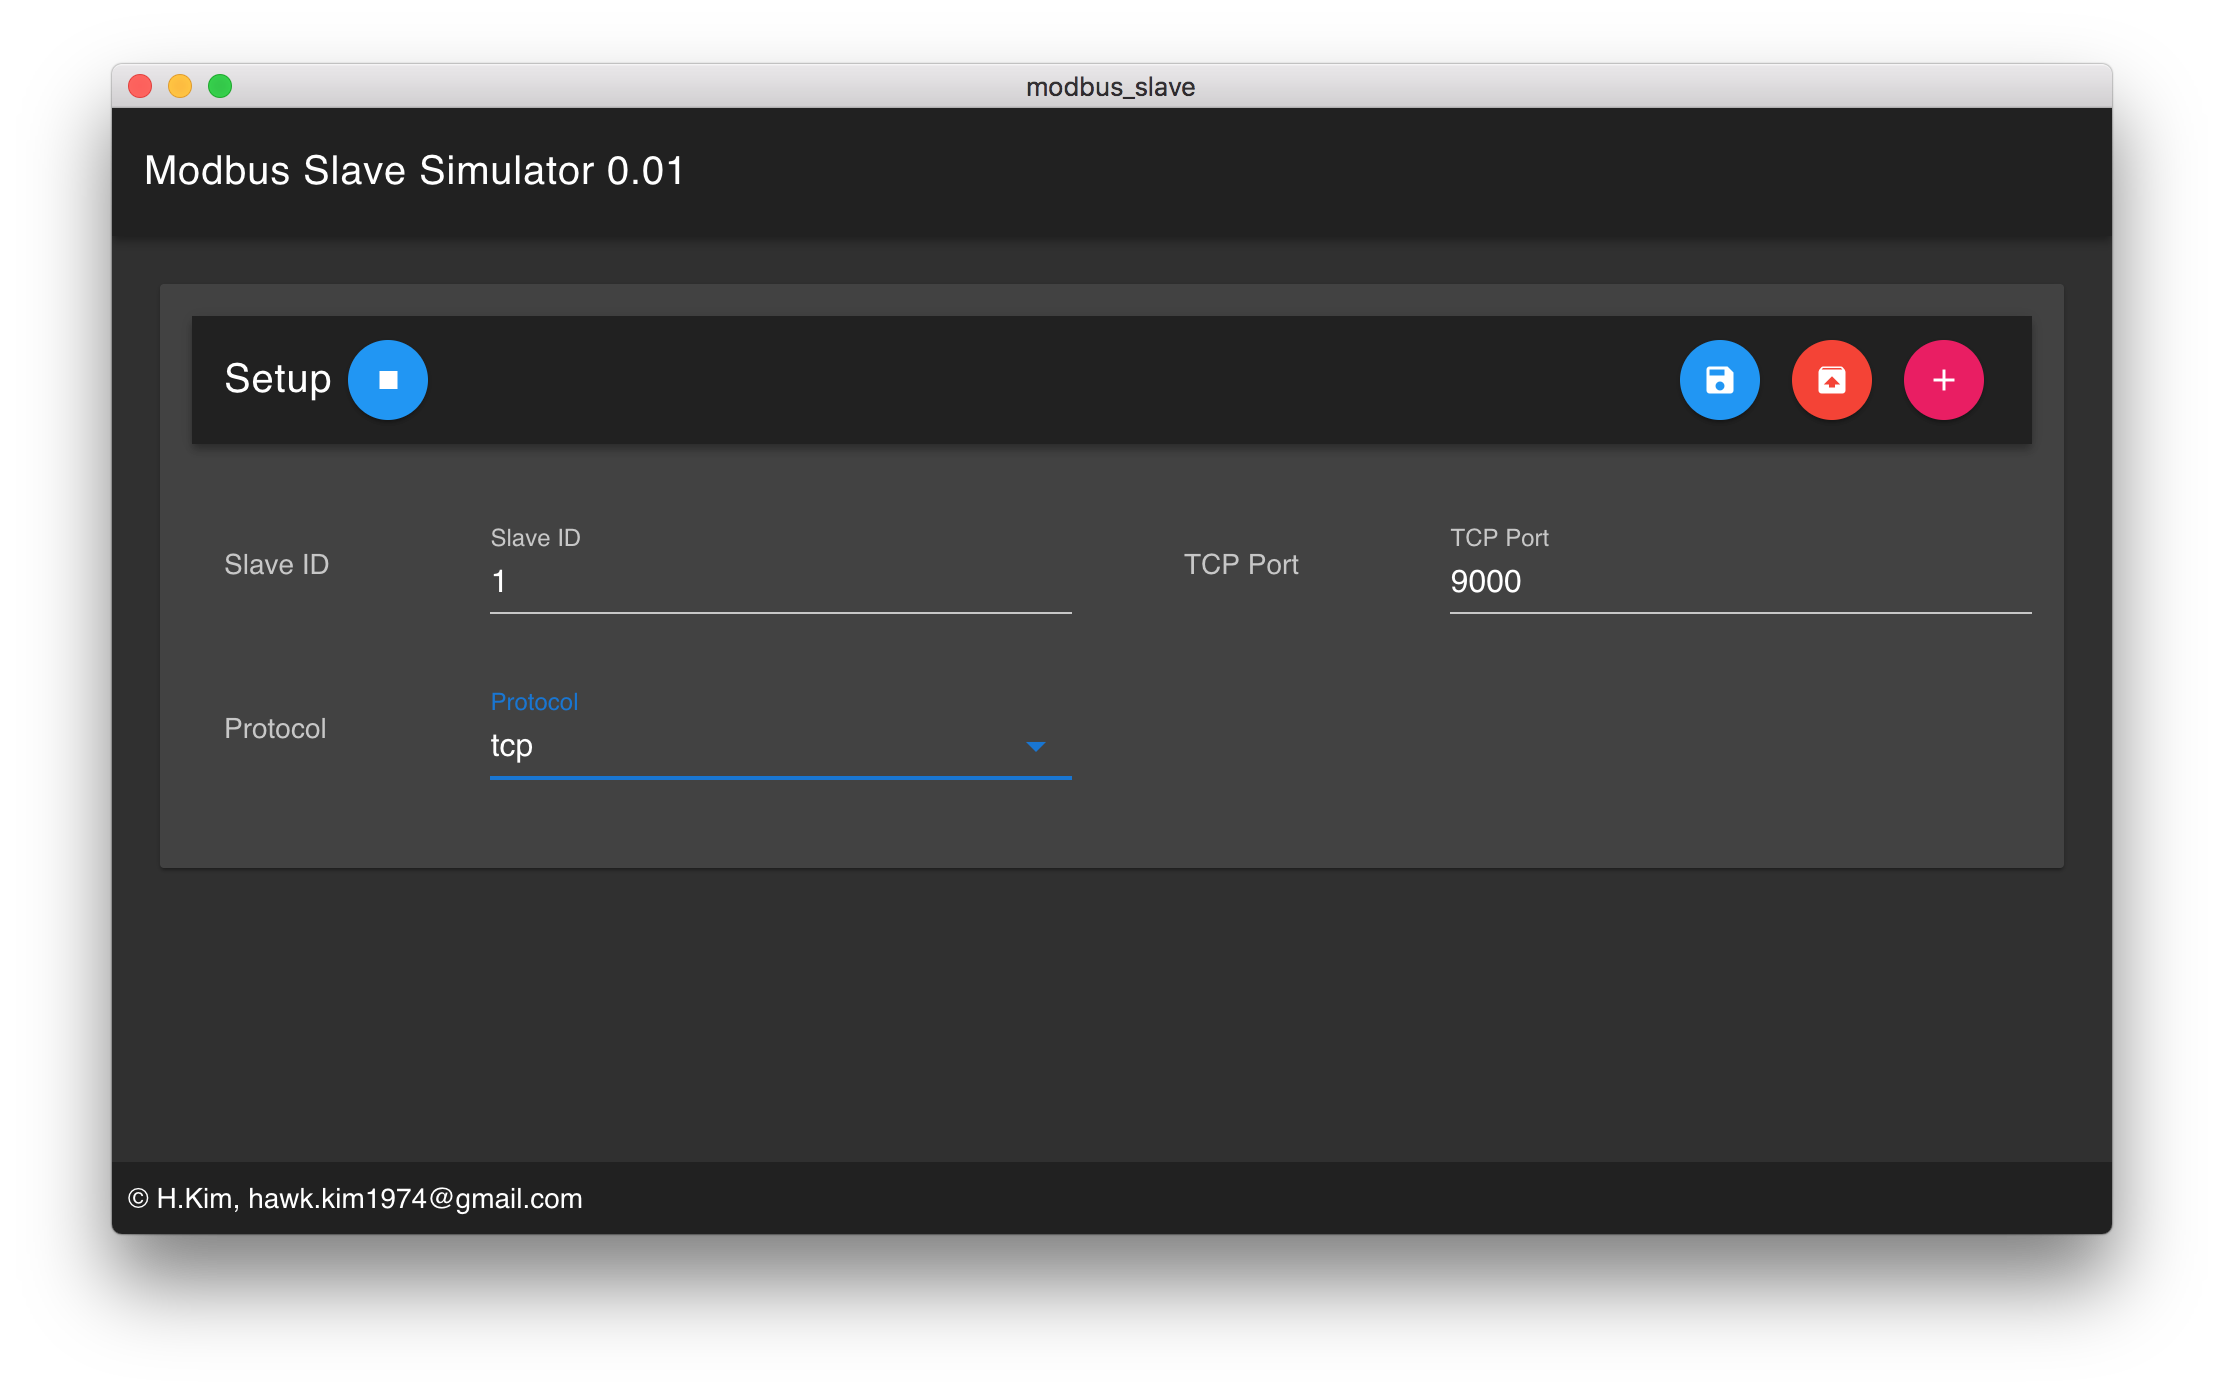 modbus_slave
Modbus Slave Simulator 0.01
Setup
Slave ID
Slave ID
1
TCP Port
TCP Port
9000
Protocol
Protocol
tcp
© H.Kim, hawk.kim1974@gmail.com